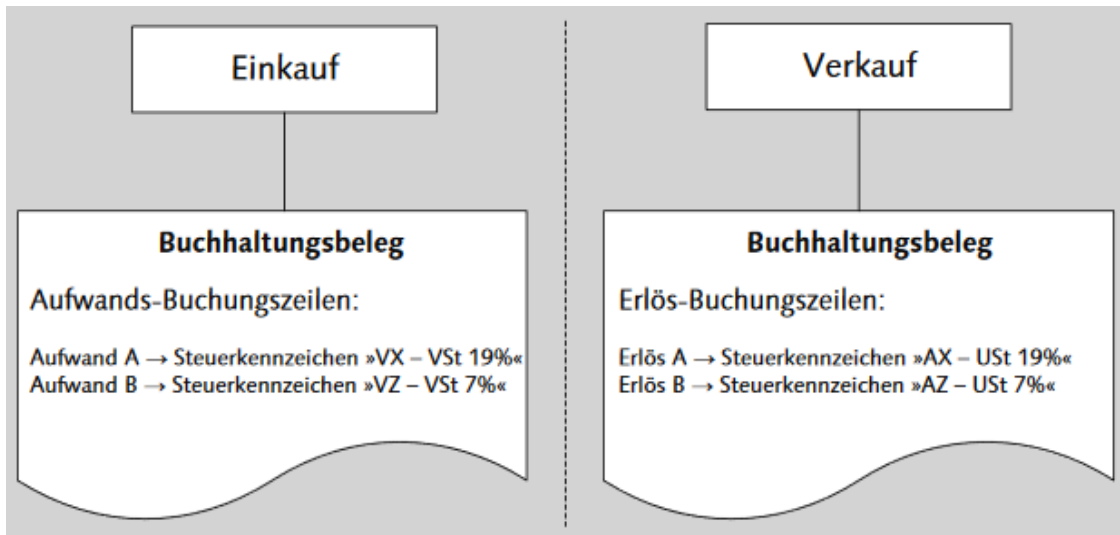 Einkauf
Buchhaltungsbeleg
Aufwands-Buchungszeilen:
Aufwand A → Steuerkennzeichen »VX – VSt 19%«
Aufwand B → Steuerkennzeichen »VZ – VSt 7%«
Verkauf
Buchhaltungsbeleg
Erlös-Buchungszeilen:
Erlös A → Steuerkennzeichen »AX – USt 19%«
Erlös B → Steuerkennzeichen »AZ – USt 7%«